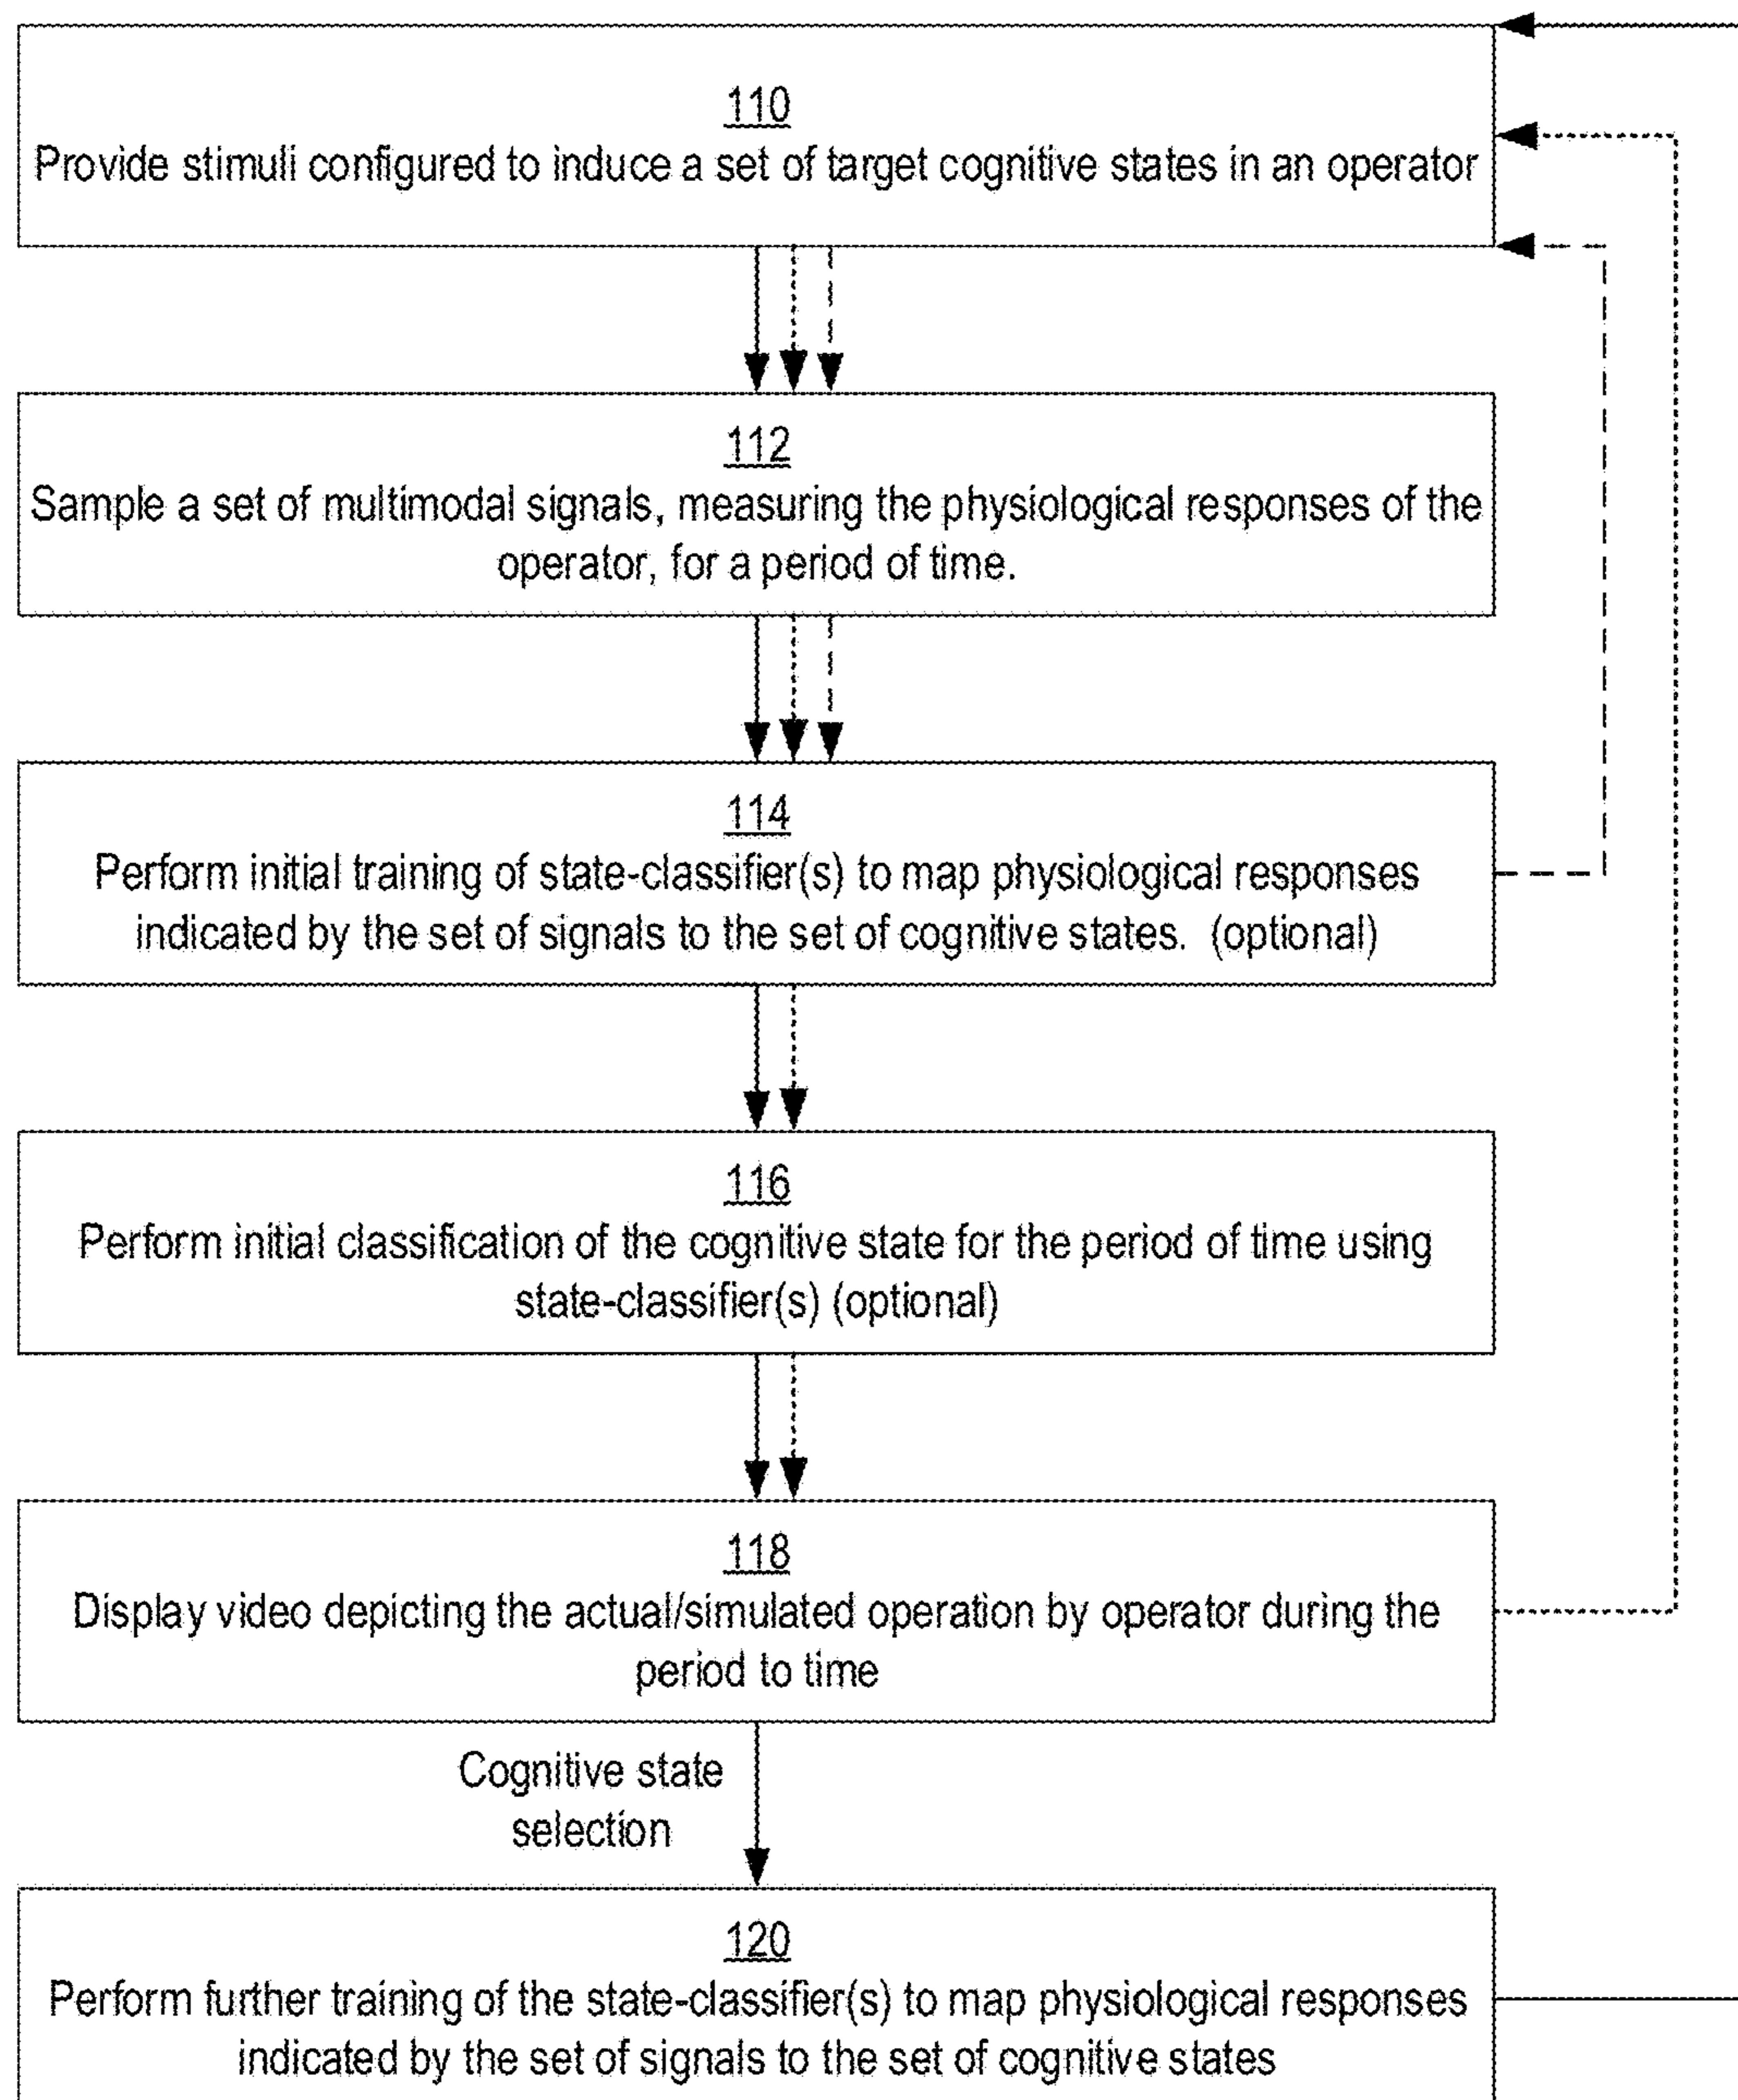 110
Provide stimuli configured to induce a set of target cognitive states in an operator
112
Sample a set of multimodal signals, measuring the physiological responses of the
operator, for a period of time.
114
Perform initial training of state-classifier(s) to map physiological responses
indicated by the set of signals to the set of cognitive states. (optional)
116
Perform initial classification of the cognitive state for the period of time using
state-classifier(s) (optional)
118
Display video depicting the actual/simulated operation by operator during the
period to time
Cognitive state
selection
120
Perform further training of the state-classifier(s) to map physiological responses
indicated by the set of signals to the set of cognitive states